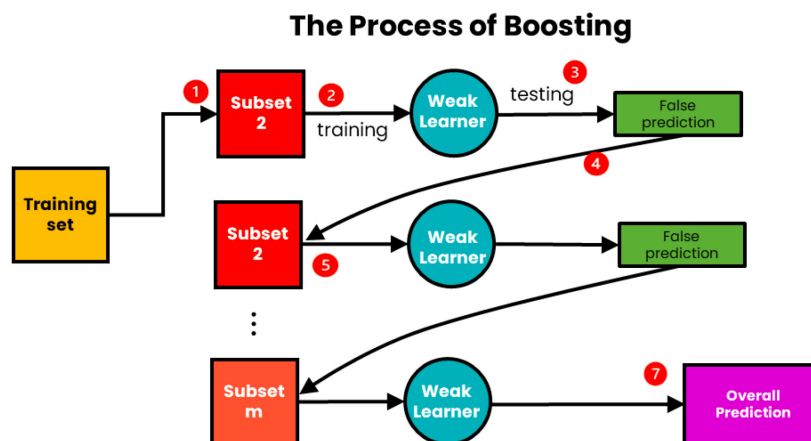 The Process of Boosting
1
Subset
2
2
training
Weak
Learner
3
testing
False
prediction
4
Training
set
Subset
2
5
Weak
Learner
False
prediction
Subset
m
Weak
Learner
7
Overall
Prediction